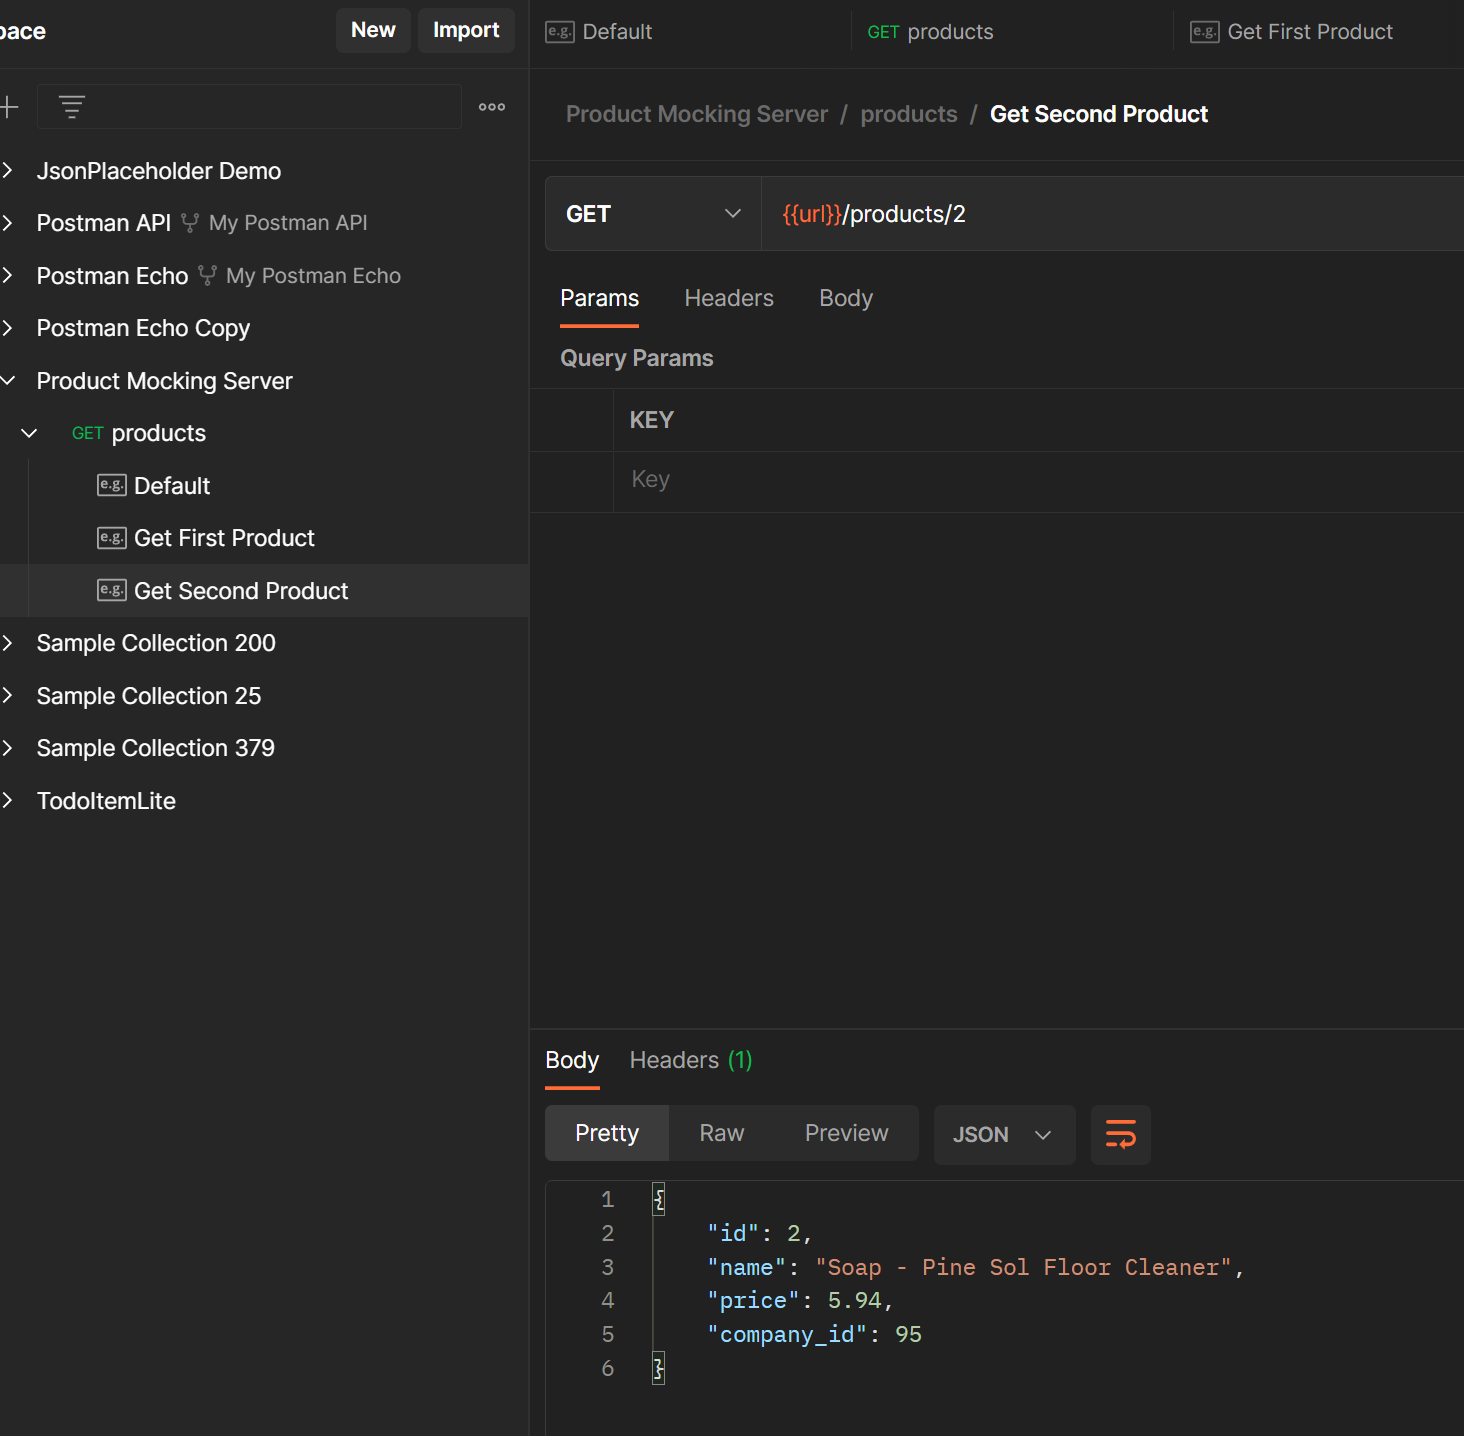 New Import
JsonPlaceholder Demo
Postman API My Postman API
Postman Echo My Postman Echo
Postman Echo Copy
Product Mocking Server
GET products
e.g. Default
e.g. Get First Product
e.g. Get Second Product
Sample Collection 200
Sample Collection 25
Sample Collection 379
TodoItemLite
e.g. Default GET products e.g. Get First Product
Product Mocking Server / products / Get Second Product
GET {{url}}/products/2
Params Headers Body
Query Params
KEY
Key
Body Headers (1)
Pretty Raw Preview JSON
1 {
2 "id": 2,
3 "name": "Soap - Pine Sol Floor Cleaner",
4 "price": 5.94,
5 "company_id": 95
6 }